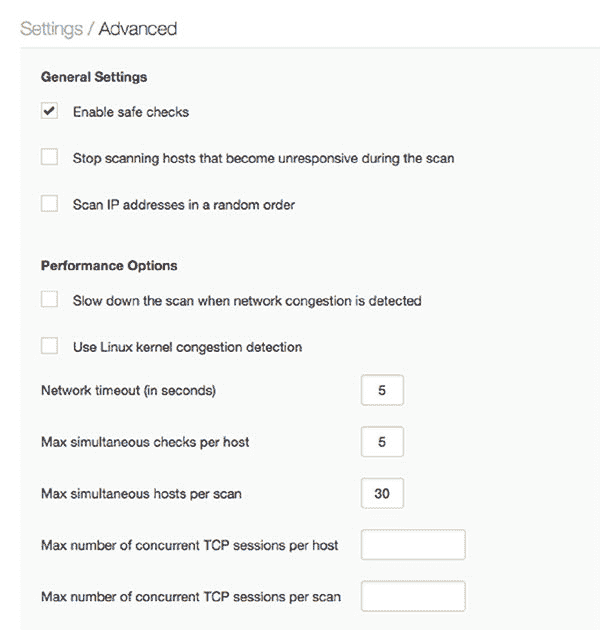 Settings / Advanced
General Settings
Enable safe checks
Stop scanning hosts that become unresponsive during the scan
Scan IP addresses in a random order
Performance Options
Slow down the scan when network congestion is detected
Use Linux kernel congestion detection
Network timeout (in seconds) 5
Max simultaneous checks per host 5
Max simultaneous hosts per scan 30
Max number of concurrent TCP sessions per host
Max number of concurrent TCP sessions per scan